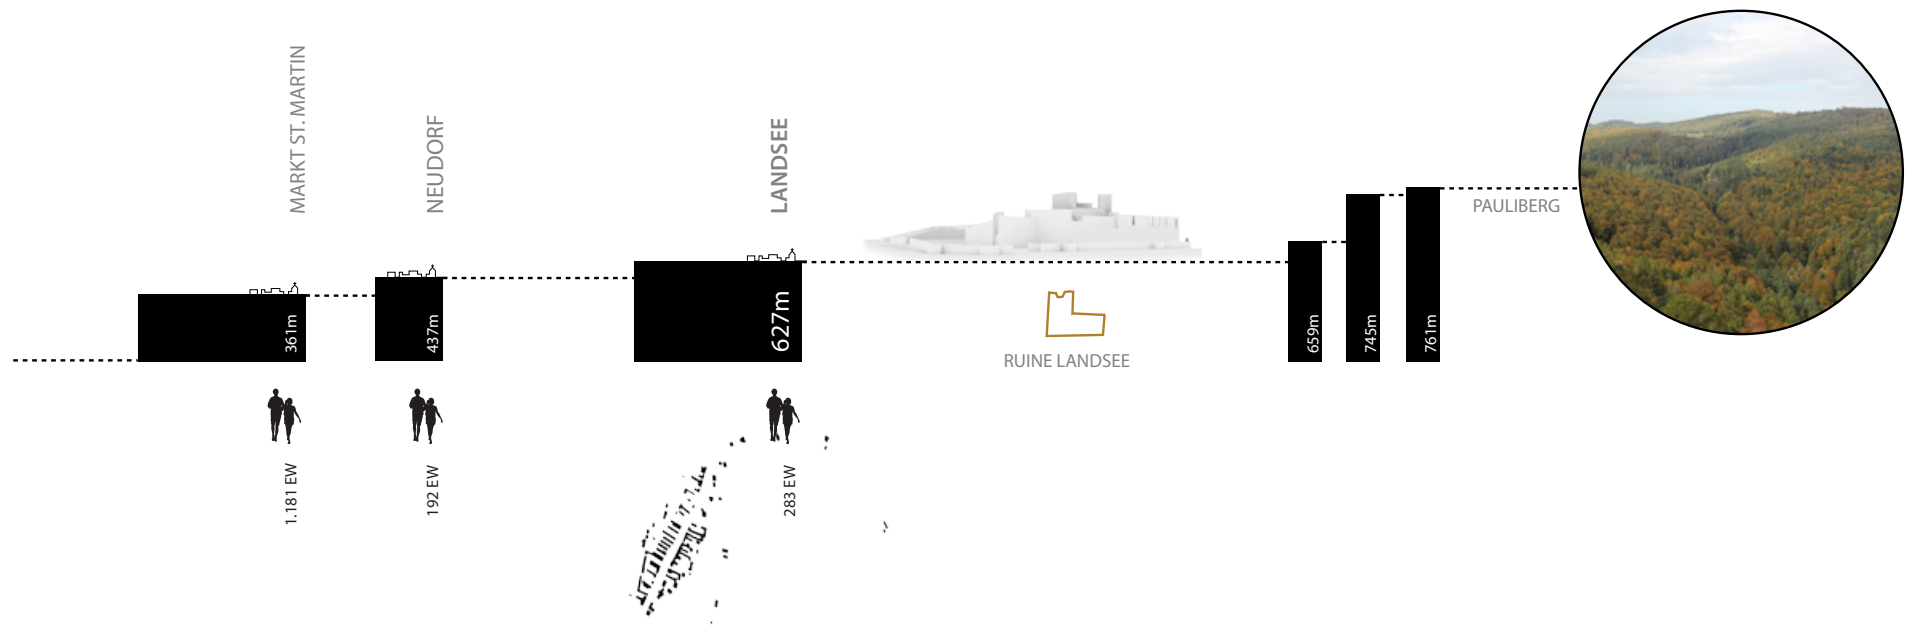 MARKT ST. MARTIN
NEUDORF
LANDSEE
361m
437m
627m
659m
745m
761m
PAULIBERG
RUINE LANDSEE
1.181 EW
192 EW
283 EW